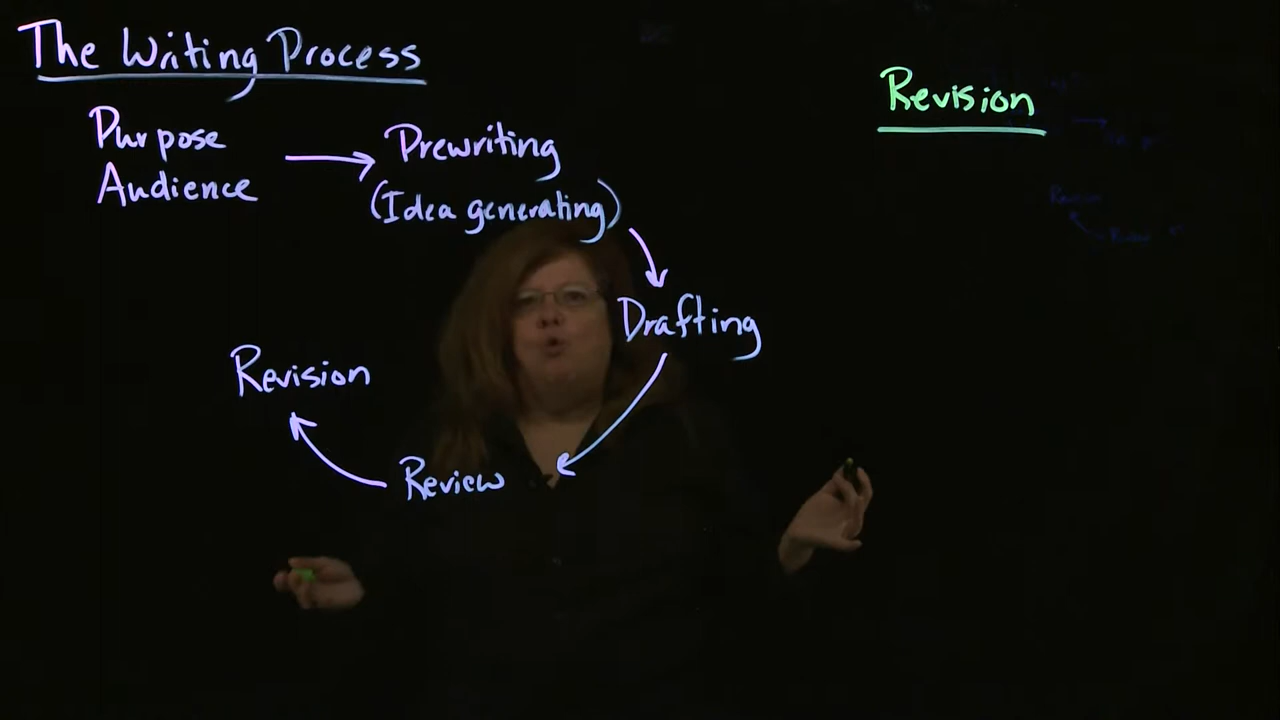 The Writing Process
Purpose
Audience
Prewriting
(Idea generating)
Drafting
Review
Revision
Revision